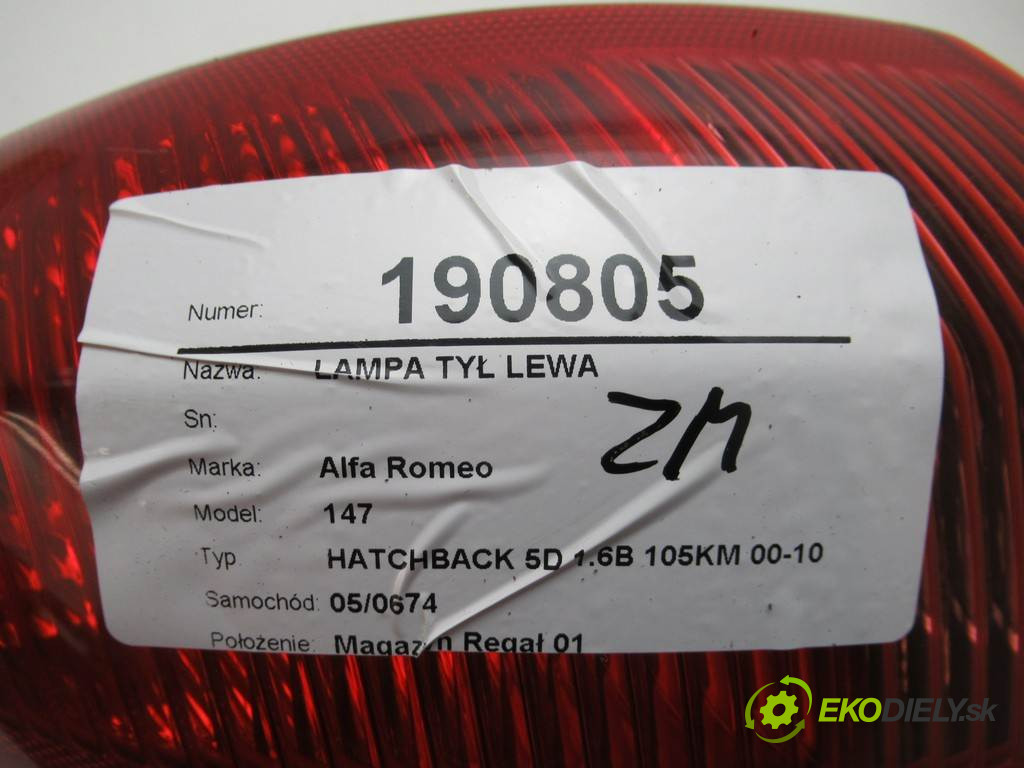 Numer: 190805
Nazwa: LAMPA TYŁ LEWA
Sn:
ZM
Marka: Alfa Romeo
Model: 147
Typ HATCHBACK 5D 1.6B 105KM 00-10
Samochód: 05/0674
Położenie: Magazyn Regał 01
EKODIELY.sk